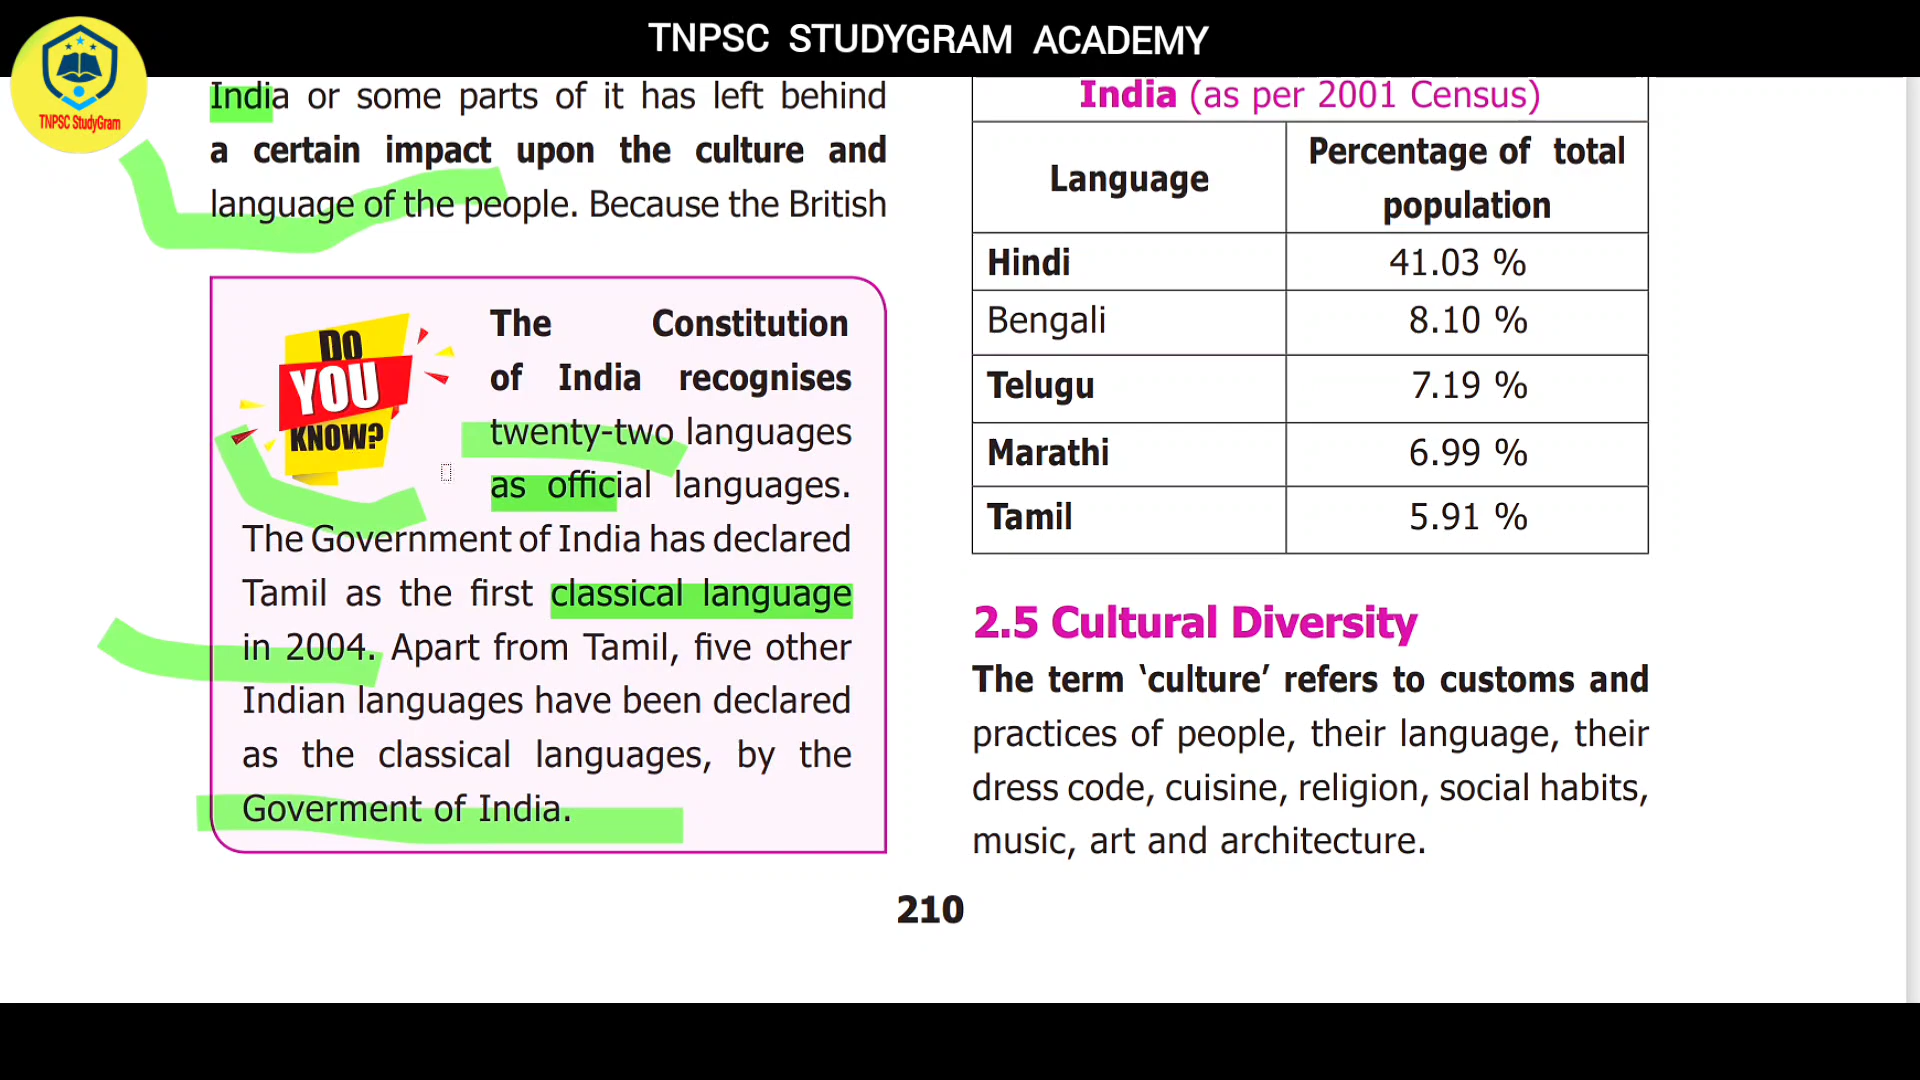 TNPSC STUDYGRAM ACADEMY
TNPSC StudyGram
India or some parts of it has left behind
a certain impact upon the culture and
language of the people. Because the British
DO
YOU
KNOW?
The Constitution
of India recognises
twenty-two languages
as official languages.
The Government of India has declared
Tamil as the first classical language
in 2004. Apart from Tamil, five other
Indian languages have been declared
as the classical languages, by the
Goverment of India.
India (as per 2001 Census)
Language
Percentage of total
population
Hindi 41.03 %
Bengali 8.10 %
Telugu 7.19 %
Marathi 6.99 %
Tamil 5.91 %
2.5 Cultural Diversity
The term ‘culture’ refers to customs and
practices of people, their language, their
dress code, cuisine, religion, social habits,
music, art and architecture.
210